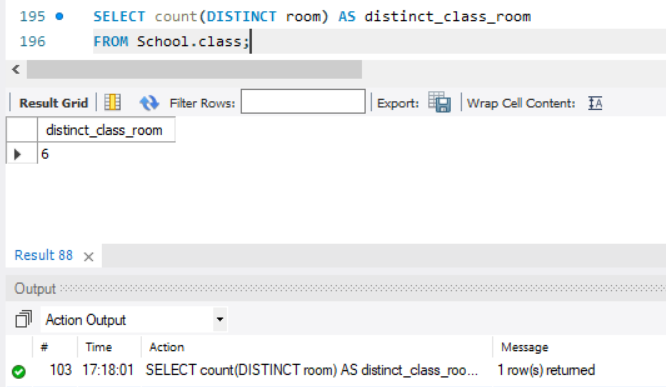 195 SELECT count(DISTINCT room) AS distinct_class_room
196 FROM School.class;
Result Grid Filter Rows: Export: Wrap Cell Content: IA
distinct_class_room
6
Result 88
Output
Action Output
# Time Action Message
103 17:18:01 SELECT count(DISTINCT room) AS distinct_class_roo... 1 row(s) returned